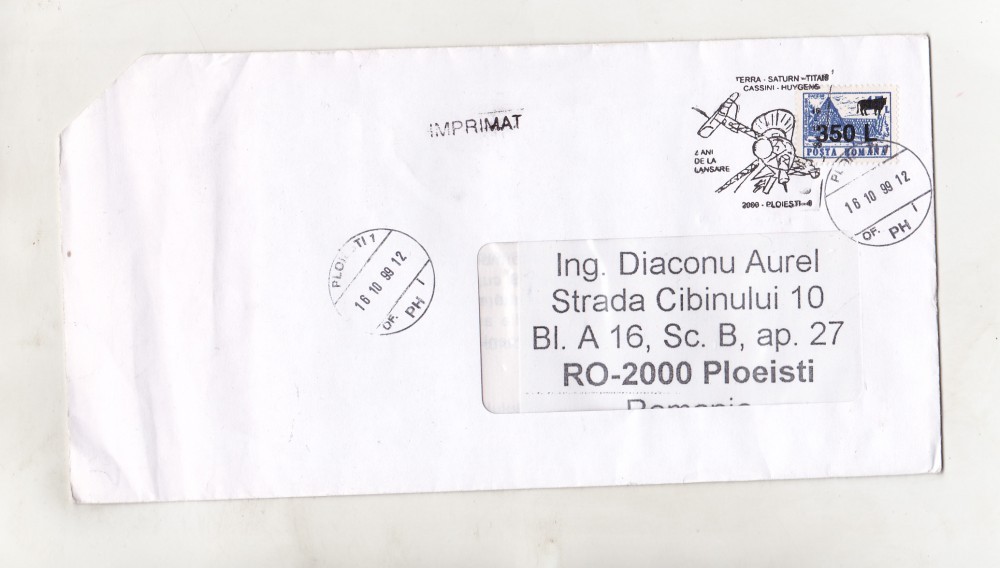 IMPRIMAT
TERRA - SATURN - TITAN
CASSINI - HUYGENS
2 ANI
DE LA
LANSARE
2000 - PLOIESTI - 6
350 L
POSTA ROMÂNA
16 10 99 12
OF. PH I
PLOIESTI 1
16 10 99 12
OF. PH I
Ing. Diaconu Aurel
Strada Cibinului 10
Bl. A 16, Sc. B, ap. 27
RO-2000 Ploeisti